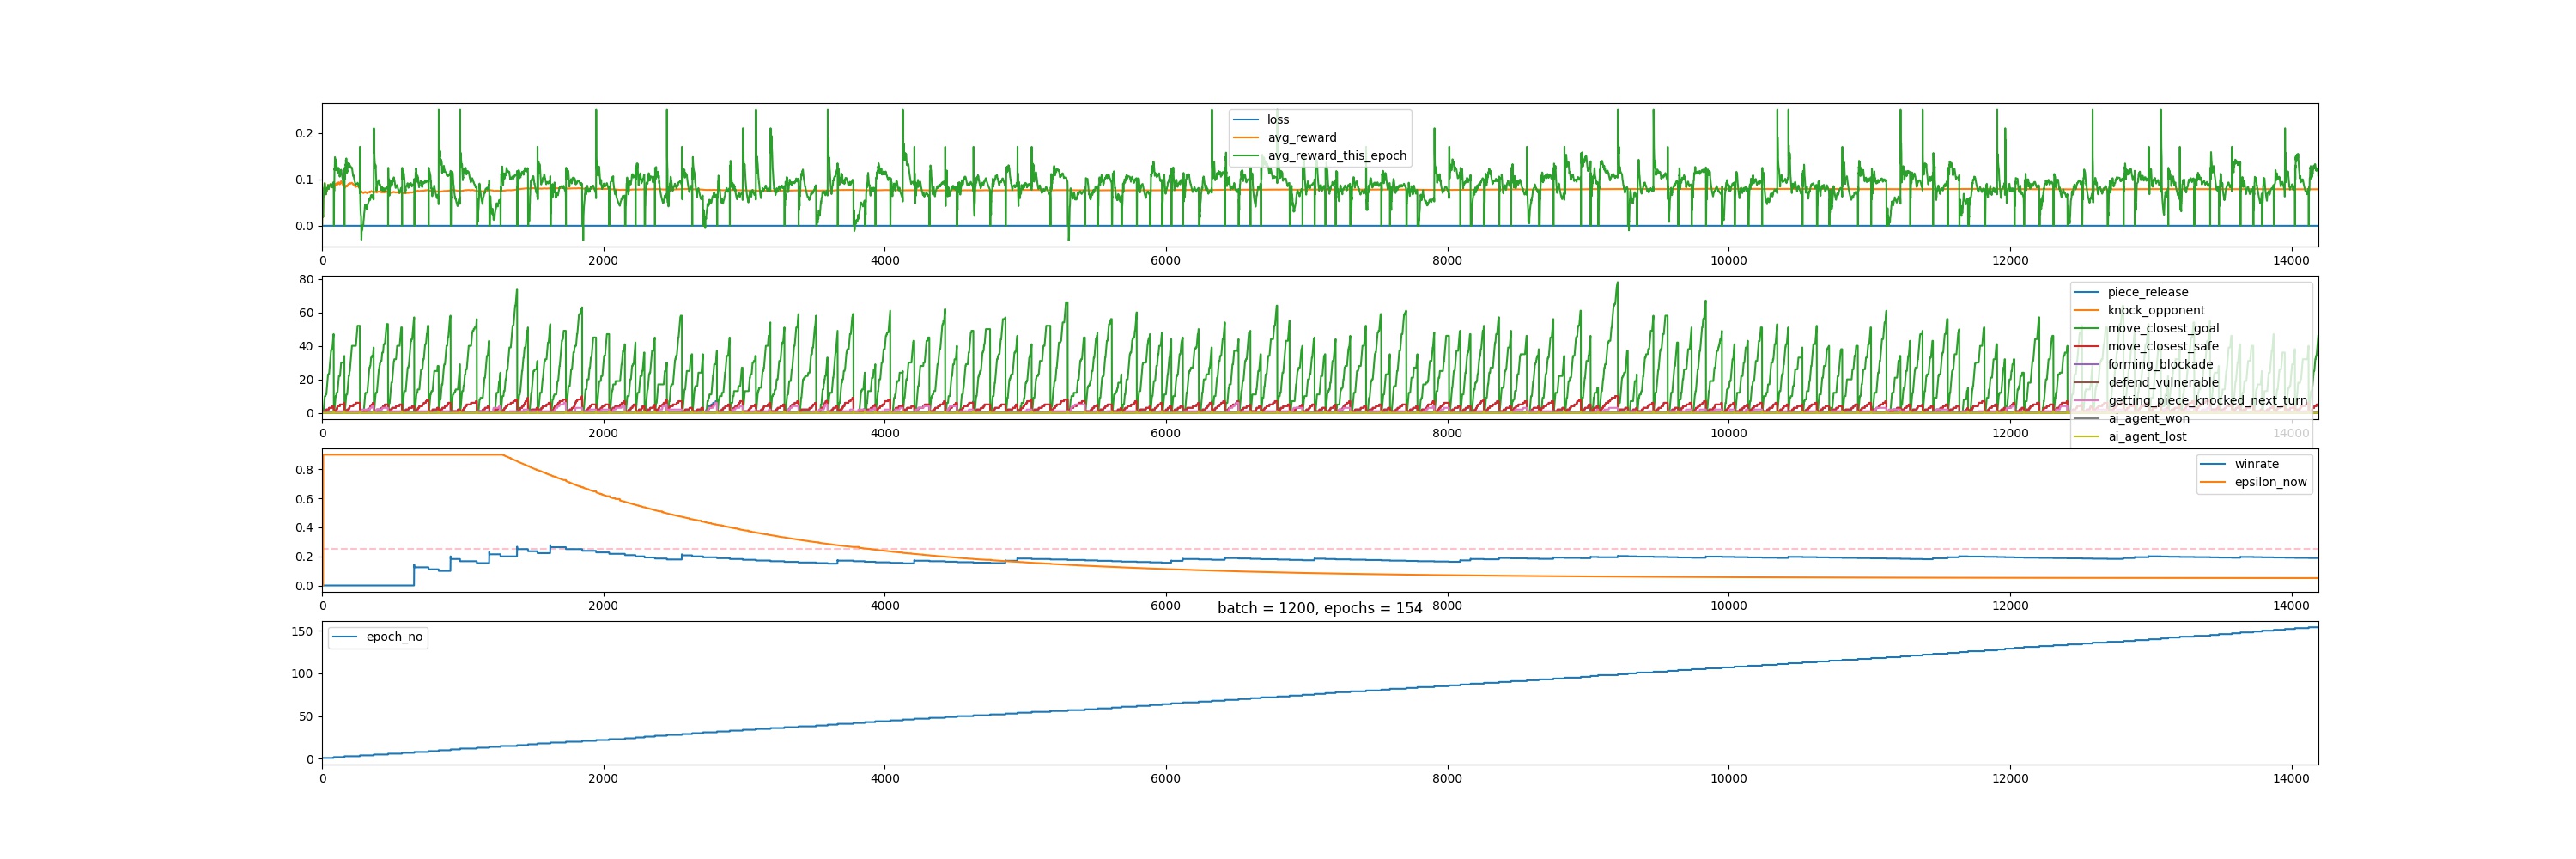 loss
avg_reward
avg_reward_this_epoch
0.2
0.1
0.0
0 2000 4000 6000 8000 10000 12000 14000
piece_release
knock_opponent
move_closest_goal
move_closest_safe
forming_blockade
defend_vulnerable
getting_piece_knocked_next_turn
ai_agent_won
ai_agent_lost
80
60
40
20
0
0 2000 4000 6000 8000 10000 12000 14000
winrate
epsilon_now
0.8
0.6
0.4
0.2
0.0
0 2000 4000 6000 8000 10000 12000 14000
batch = 1200, epochs = 154
epoch_no
150
100
50
0
0 2000 4000 6000 8000 10000 12000 14000